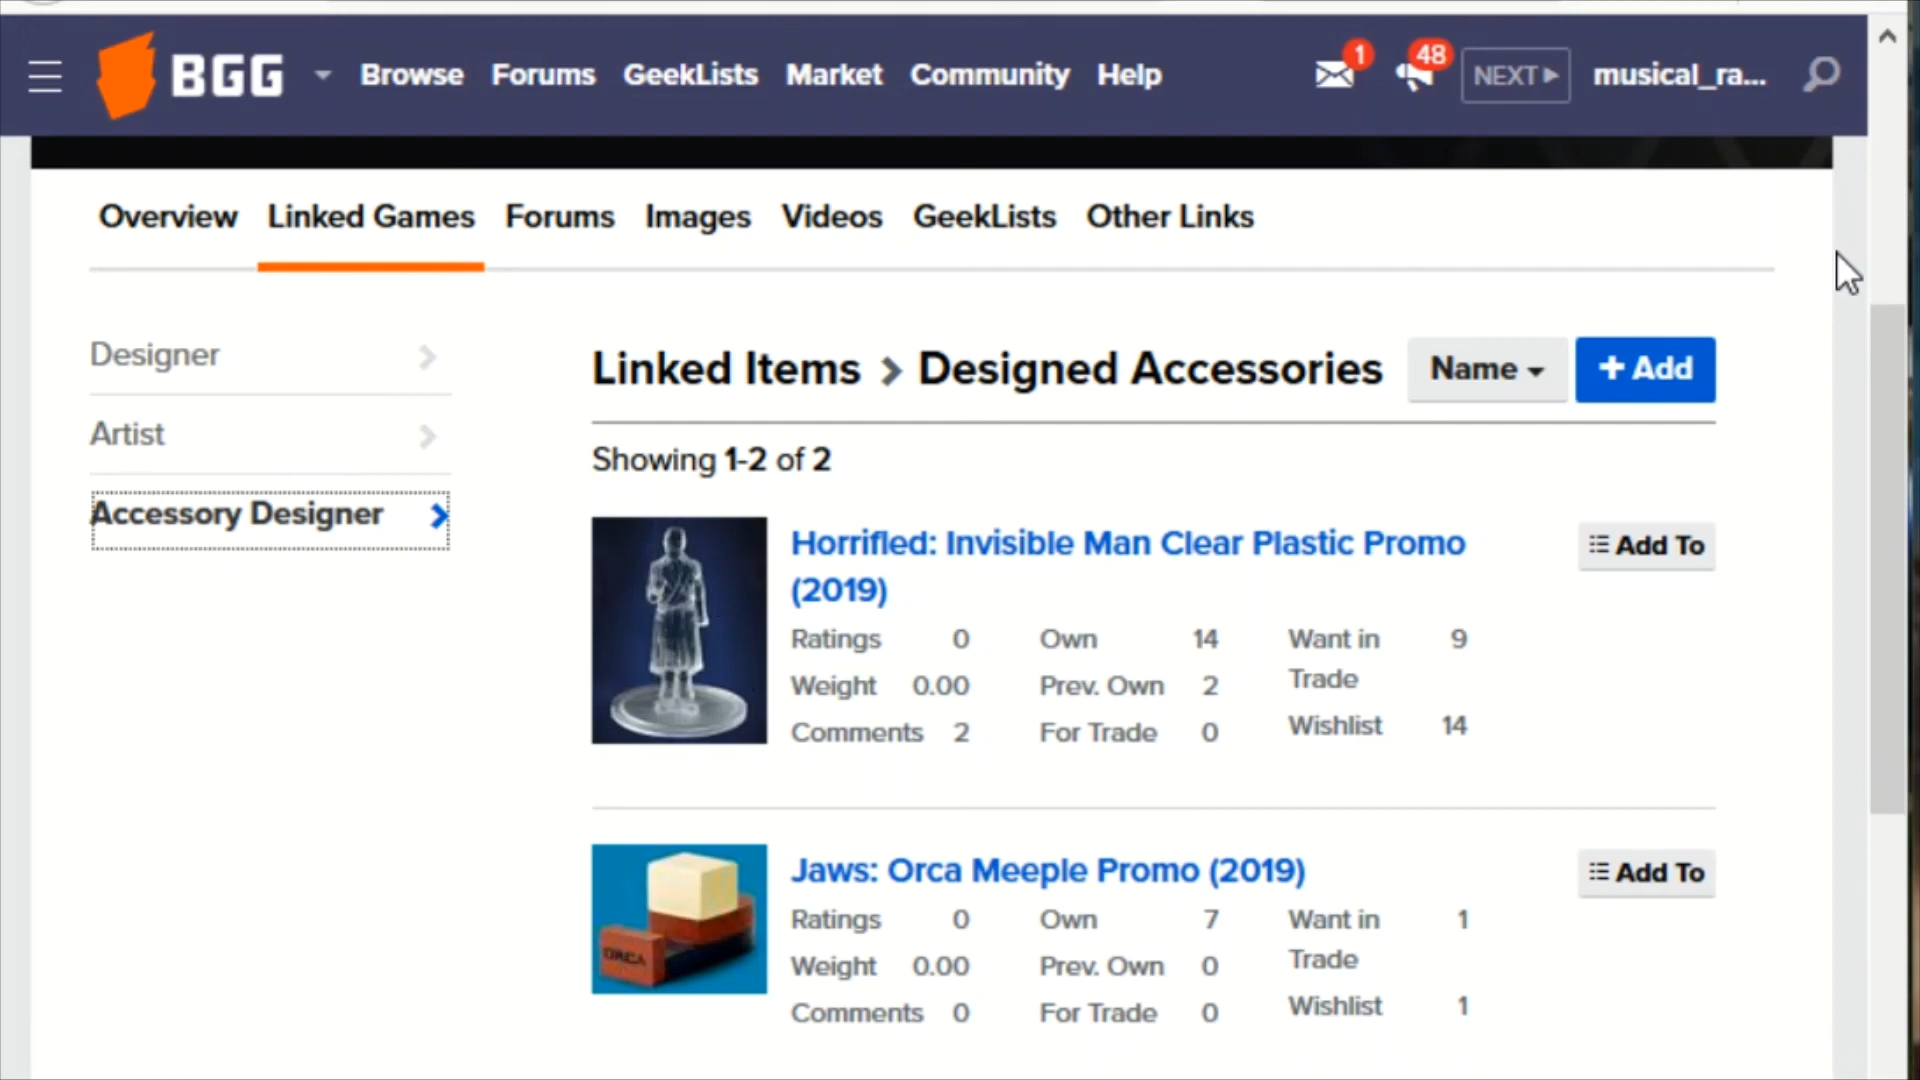 BGG Browse Forums GeekLists Market Community Help 1 48 NEXT musical_ra...
Overview Linked Games Forums Images Videos GeekLists Other Links
Designer
Artist
Accessory Designer
Linked Items > Designed Accessories Name + Add
Showing 1-2 of 2
Horrified: Invisible Man Clear Plastic Promo
(2019)
Add To
Ratings 0 Own 14 Want in 9
Trade
Weight 0.00 Prev. Own 2
Comments 2 For Trade 0 Wishlist 14
Jaws: Orca Meeple Promo (2019)
Add To
ORCA
Ratings 0 Own 7 Want in 1
Trade
Weight 0.00 Prev. Own 0
Comments 0 For Trade 0 Wishlist 1